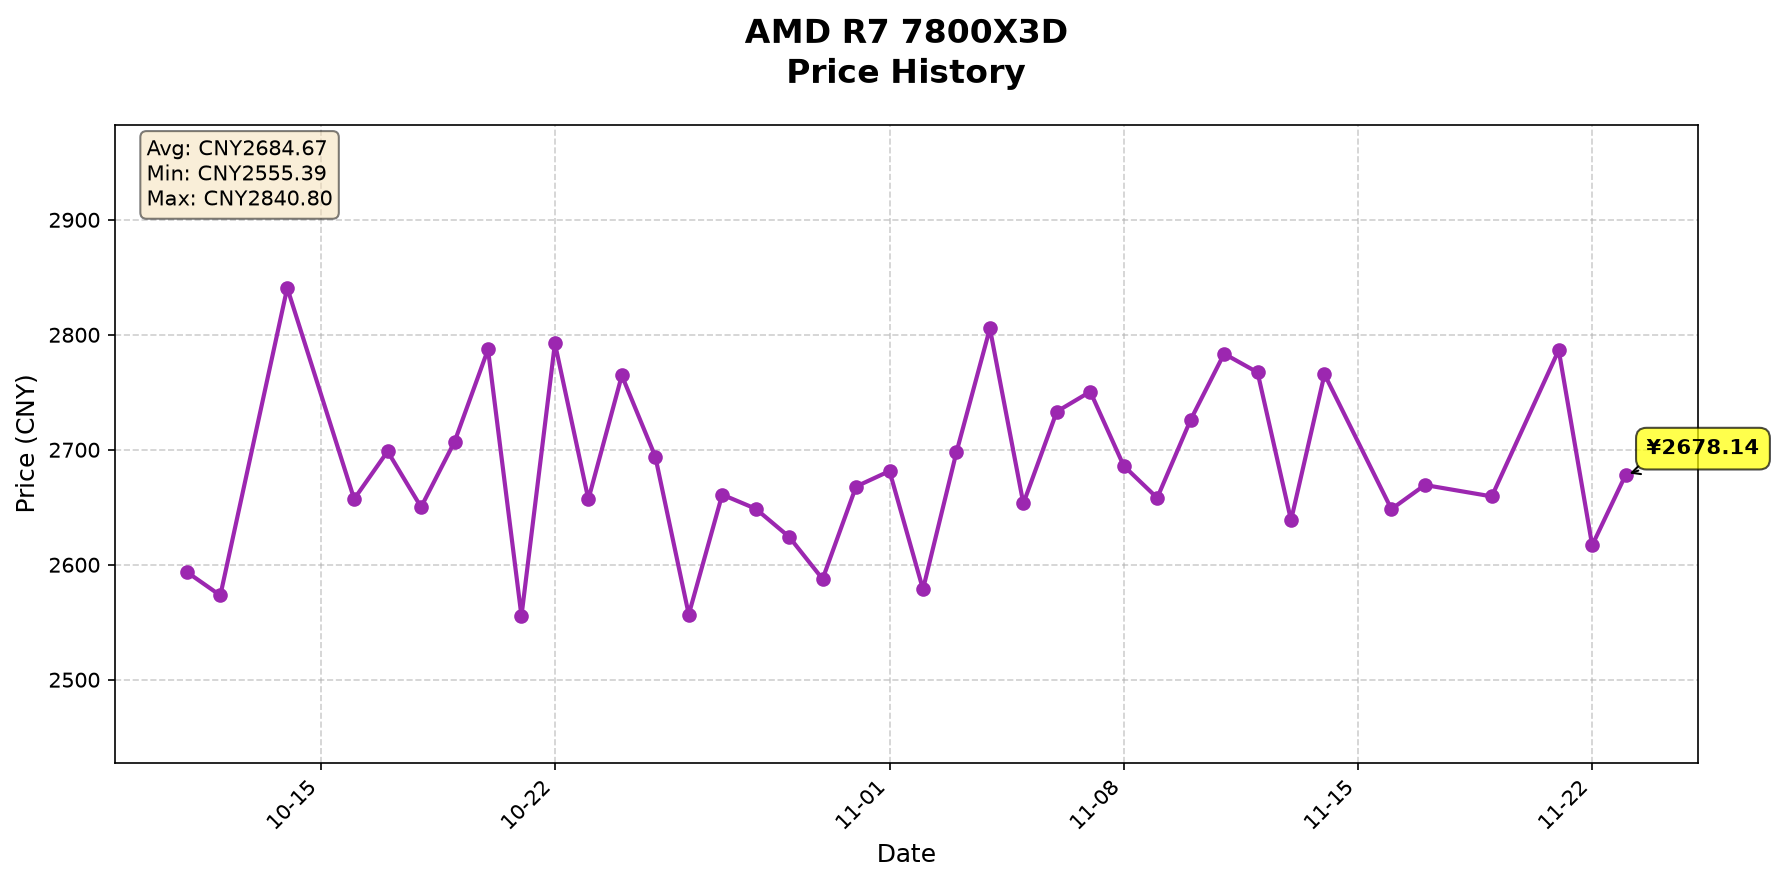 AMD R7 7800X3D
Price History
Avg: CNY2684.67
Min: CNY2555.39
Max: CNY2840.80
2900
2800
2700
2600
2500
Price (CNY)
¥2678.14
10-15
10-22
11-01
11-08
11-15
11-22
Date